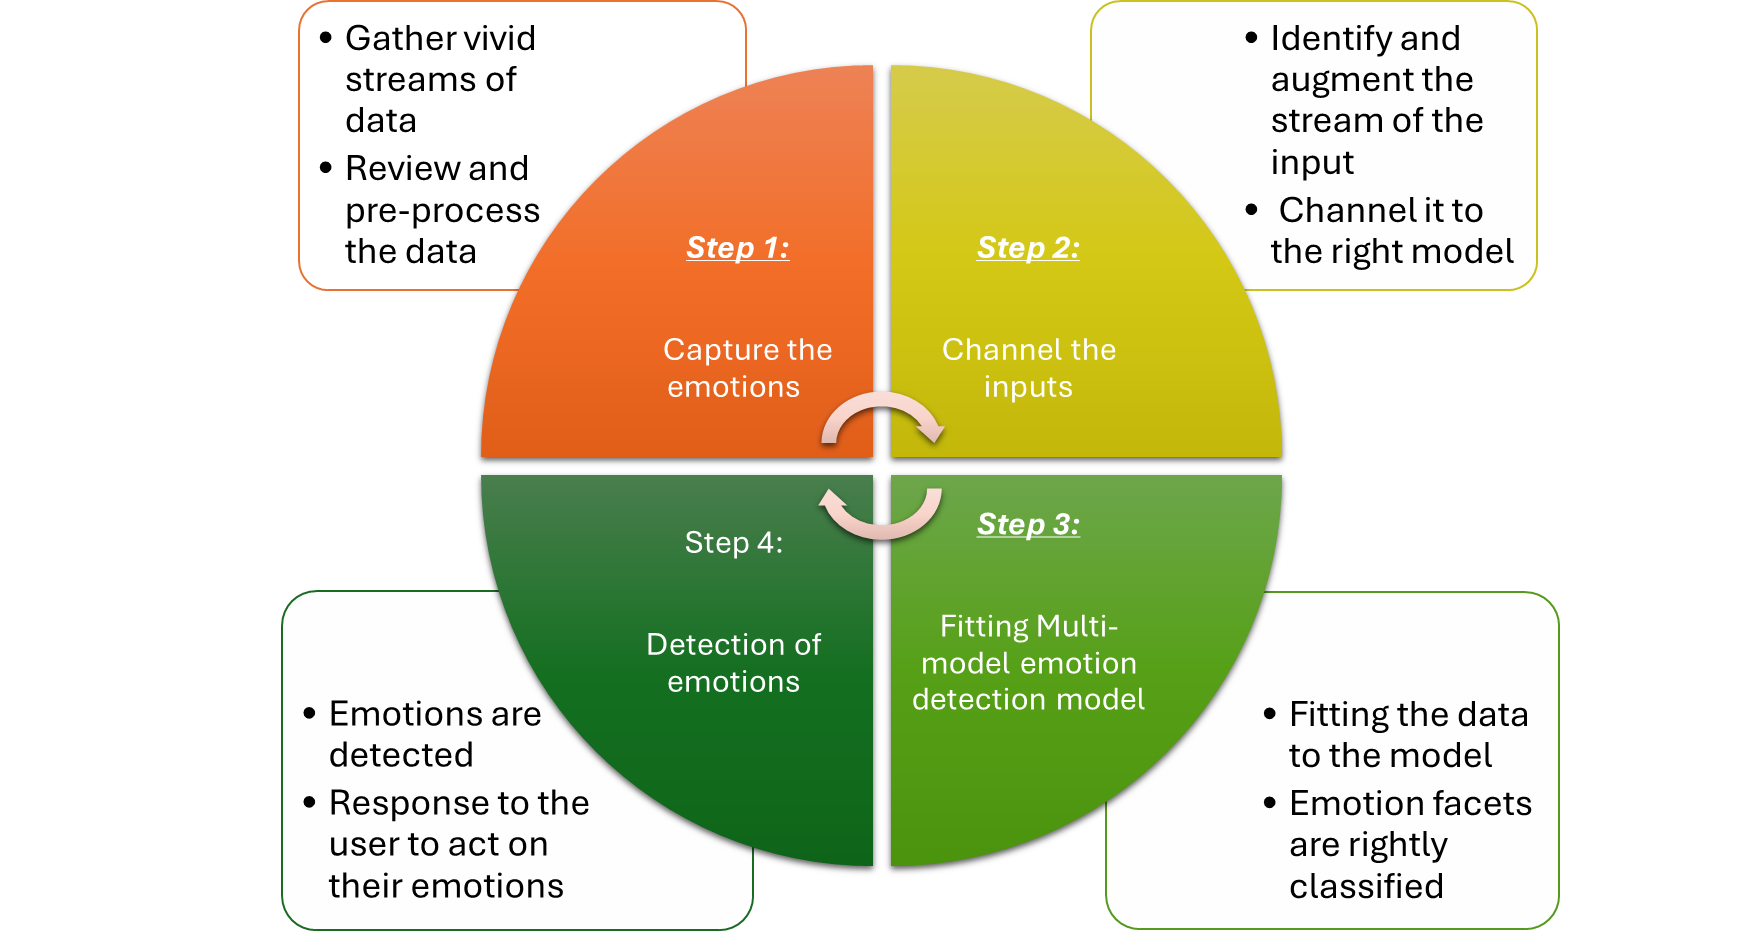 • Gather vivid
streams of
data
• Review and
pre-process
the data
• Identify and
augment the
stream of the
input
• Channel it to
the right model
Step 1:
Capture the
emotions
Step 2:
Channel the
inputs
Step 3:
Fitting Multi-
model emotion
detection model
Step 4:
Detection of
emotions
• Fitting the data
to the model
• Emotion facets
are rightly
classified
• Emotions are
detected
• Response to the
user to act on
their emotions